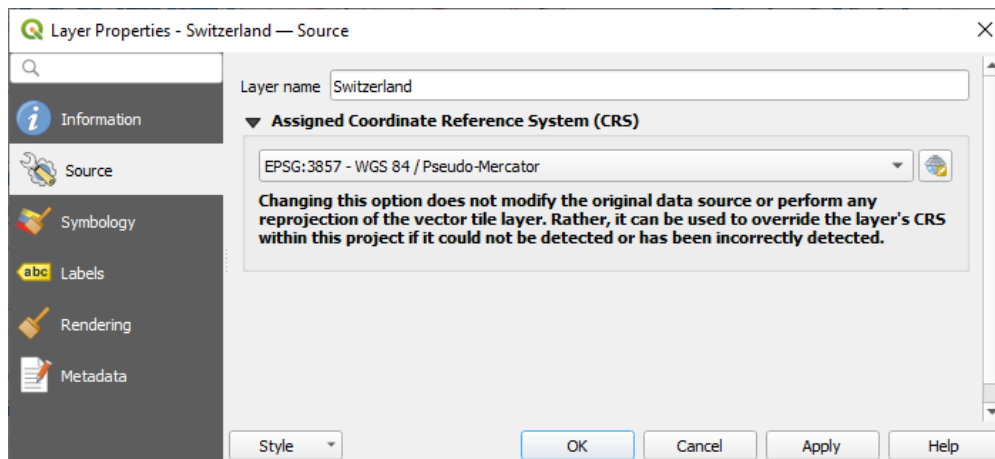 Layer Properties - Switzerland — Source
Information
Source
Symbology
abc Labels
Rendering
Metadata
Layer name Switzerland
Assigned Coordinate Reference System (CRS)
EPSG:3857 - WGS 84 / Pseudo-Mercator
Changing this option does not modify the original data source or perform any
reprojection of the vector tile layer. Rather, it can be used to override the layer's CRS
within this project if it could not be detected or has been incorrectly detected.
Style OK Cancel Apply Help